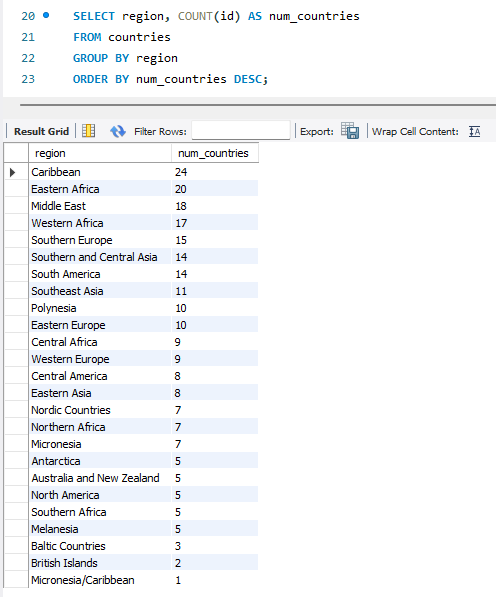 20 SELECT region, COUNT(id) AS num_countries
21 FROM countries
22 GROUP BY region
23 ORDER BY num_countries DESC;
Result Grid Filter Rows: Export: Wrap Cell Content: IA
region num_countries
Caribbean 24
Eastern Africa 20
Middle East 18
Western Africa 17
Southern Europe 15
Southern and Central Asia 14
South America 14
Southeast Asia 11
Polynesia 10
Eastern Europe 10
Central Africa 9
Western Europe 9
Central America 8
Eastern Asia 8
Nordic Countries 7
Northern Africa 7
Micronesia 7
Antarctica 5
Australia and New Zealand 5
North America 5
Southern Africa 5
Melanesia 5
Baltic Countries 3
British Islands 2
Micronesia/Caribbean 1